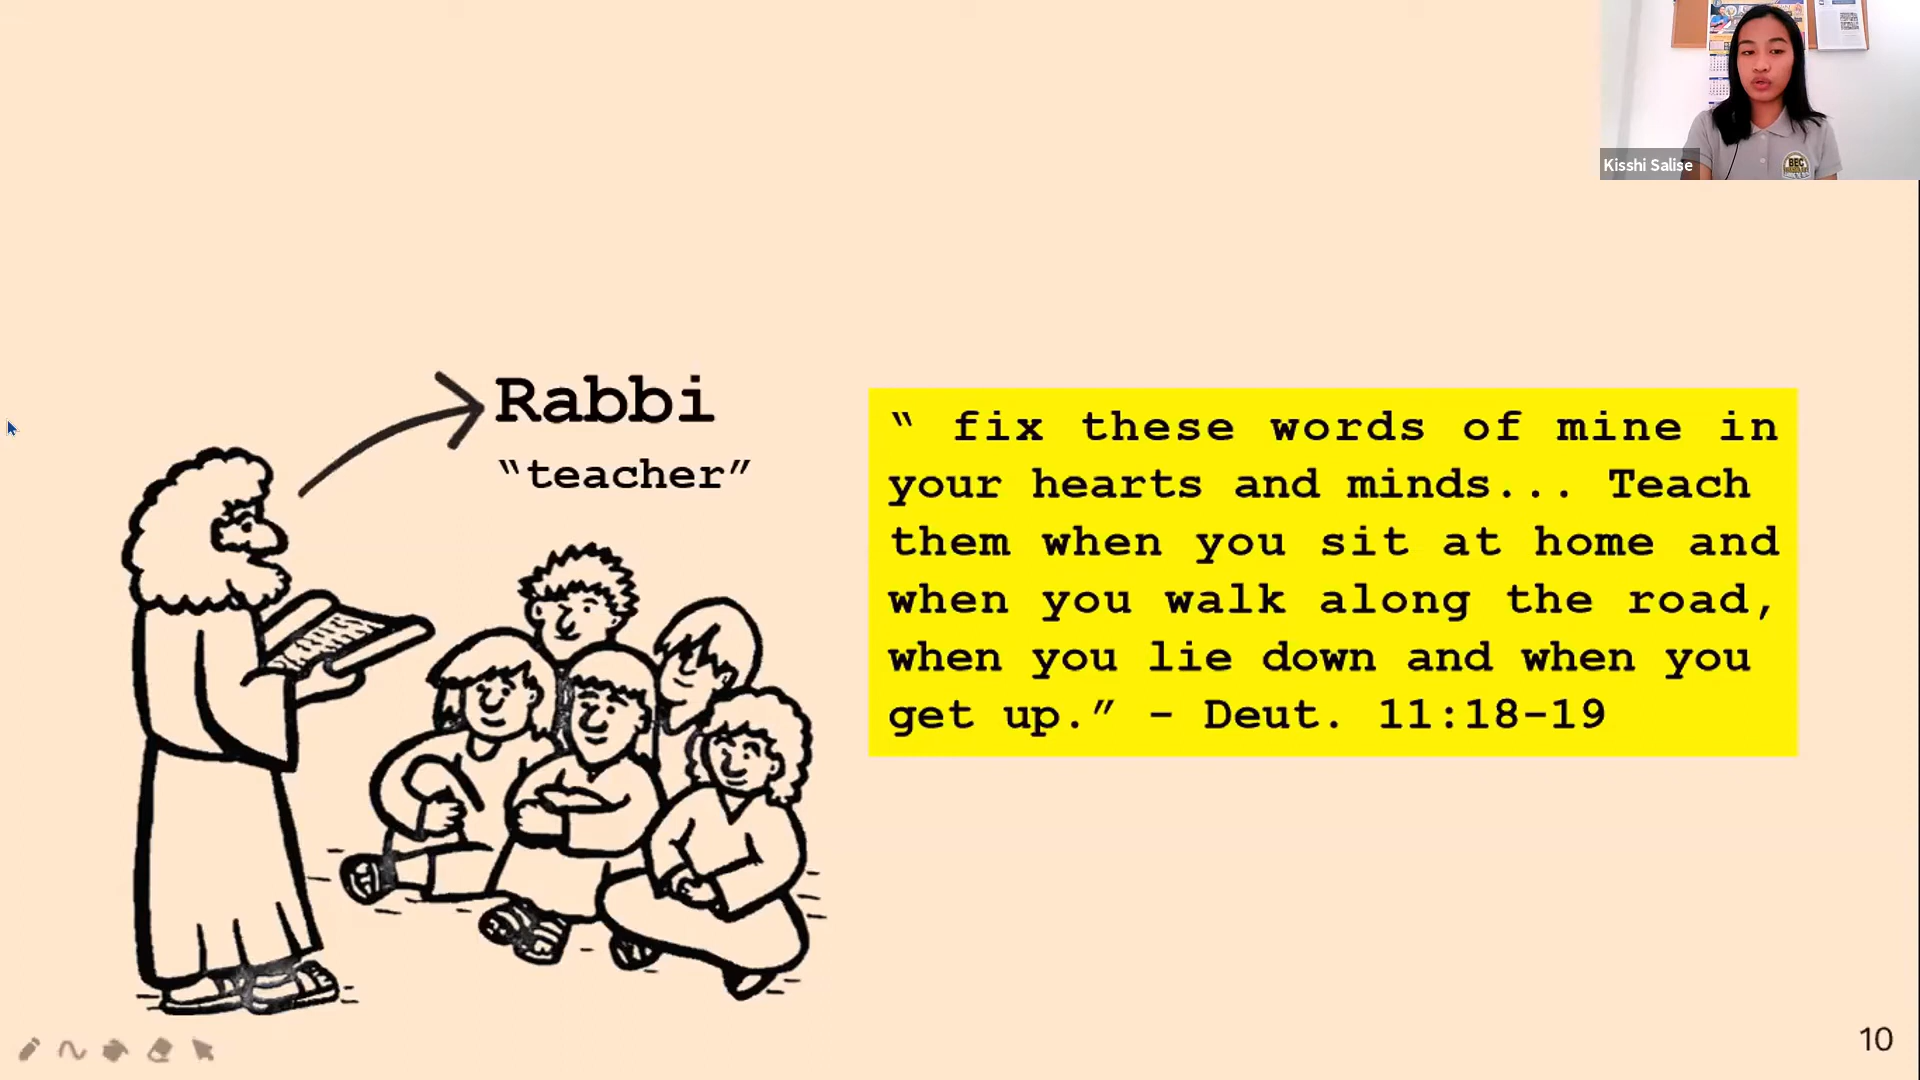 Kisshi Salise
BEC
Rabbi
“teacher”
“ fix these words of mine in
your hearts and minds... Teach
them when you sit at home and
when you walk along the road,
when you lie down and when you
get up.” - Deut. 11:18-19
10